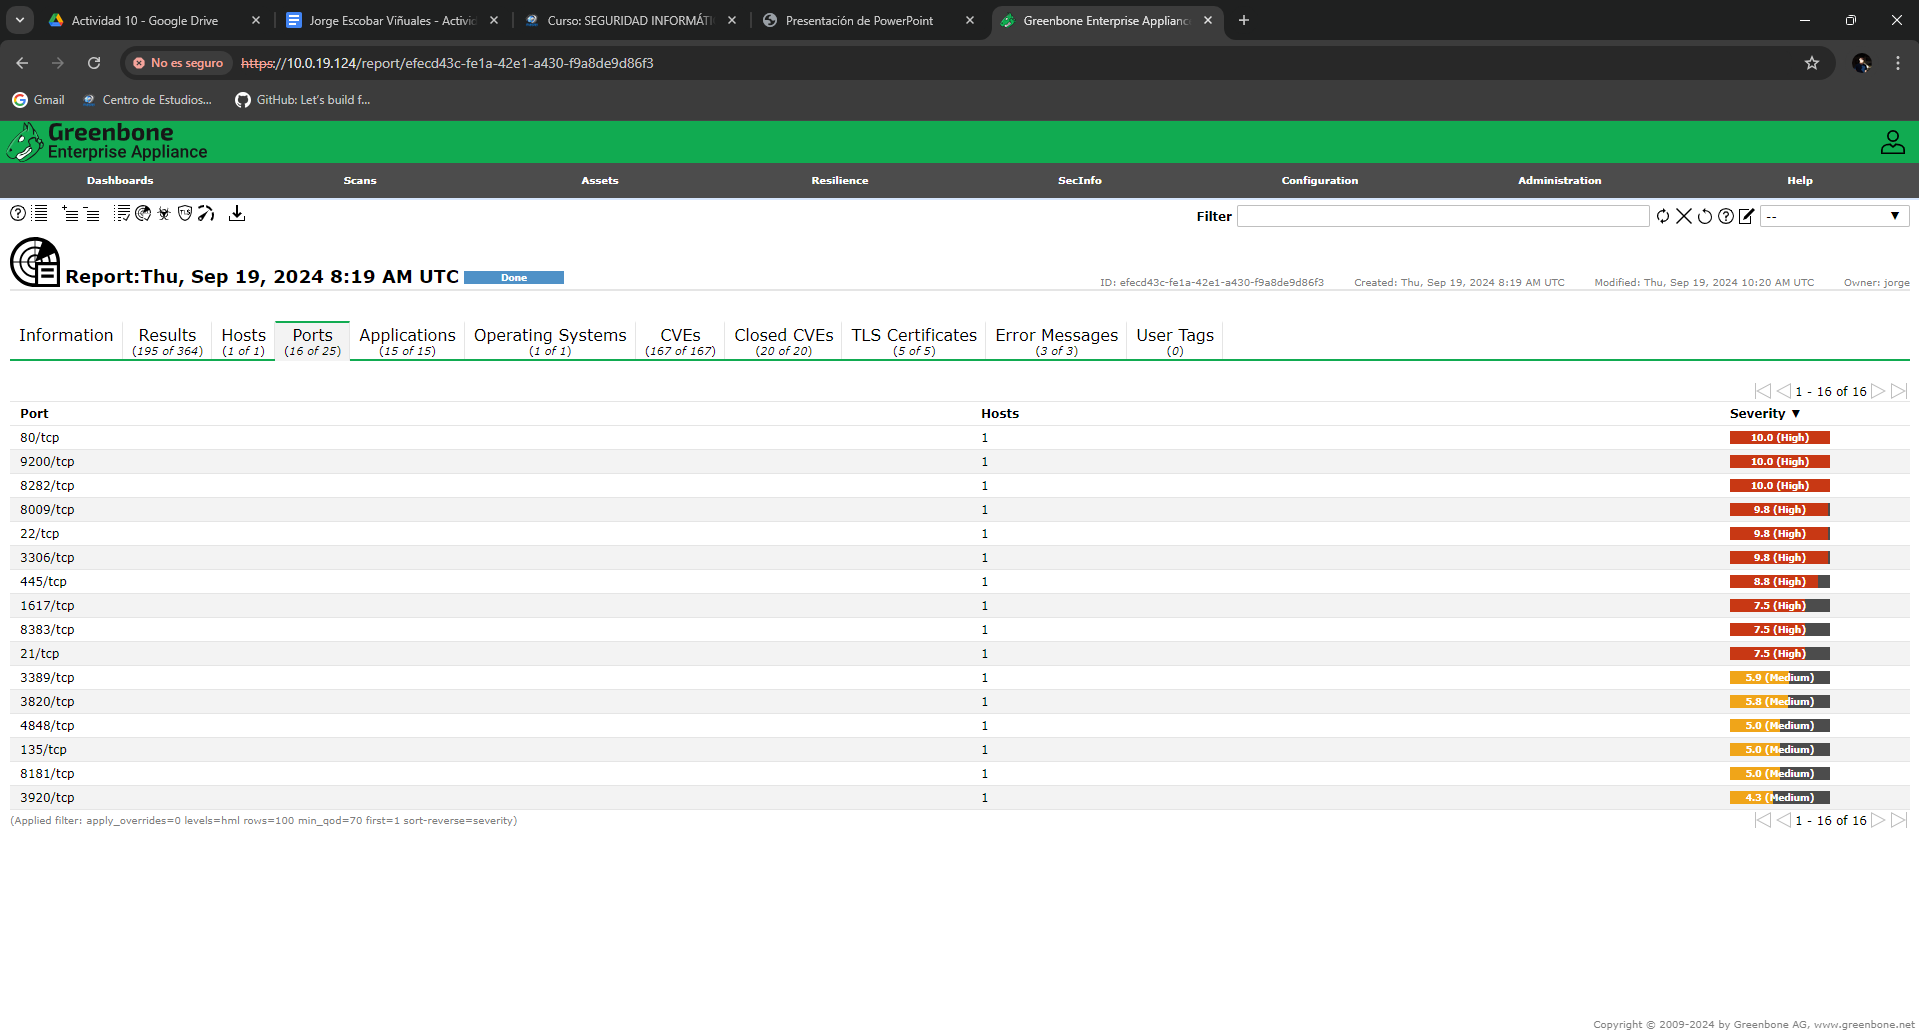 Actividad 10 - Google Drive
Jorge Escobar Viñuales - Activid
Curso: SEGURIDAD INFORMÁTI
Presentación de PowerPoint
Greenbone Enterprise Appliance
No es seguro
https://10.0.19.124/report/efecd43c-fe1a-42e1-a430-f9a8de9d86f3
Gmail
Centro de Estudios...
GitHub: Let's build f...
Greenbone
Enterprise Appliance
Dashboards
Scans
Assets
Resilience
SecInfo
Configuration
Administration
Help
TLS
Filter
--
Report:Thu, Sep 19, 2024 8:19 AM UTC
Done
ID: efecd43c-fe1a-42e1-a430-f9a8de9d86f3
Created: Thu, Sep 19, 2024 8:19 AM UTC
Modified: Thu, Sep 19, 2024 10:20 AM UTC
Owner: jorge
Information
Results
(195 of 364)
Hosts
(1 of 1)
Ports
(16 of 25)
Applications
(15 of 15)
Operating Systems
(1 of 1)
CVEs
(167 of 167)
Closed CVEs
(20 of 20)
TLS Certificates
(5 of 5)
Error Messages
(3 of 3)
User Tags
(0)
1 - 16 of 16
Port Hosts Severity ▼
80/tcp 1 10.0 (High)
9200/tcp 1 10.0 (High)
8282/tcp 1 10.0 (High)
8009/tcp 1 9.8 (High)
22/tcp 1 9.8 (High)
3306/tcp 1 9.8 (High)
445/tcp 1 8.8 (High)
1617/tcp 1 7.5 (High)
8383/tcp 1 7.5 (High)
21/tcp 1 7.5 (High)
3389/tcp 1 5.9 (Medium)
3820/tcp 1 5.8 (Medium)
4848/tcp 1 5.0 (Medium)
135/tcp 1 5.0 (Medium)
8181/tcp 1 5.0 (Medium)
3920/tcp 1 4.3 (Medium)
(Applied filter: apply_overrides=0 levels=hml rows=100 min_qod=70 first=1 sort-reverse=severity)
1 - 16 of 16
Copyright © 2009-2024 by Greenbone AG, www.greenbone.net